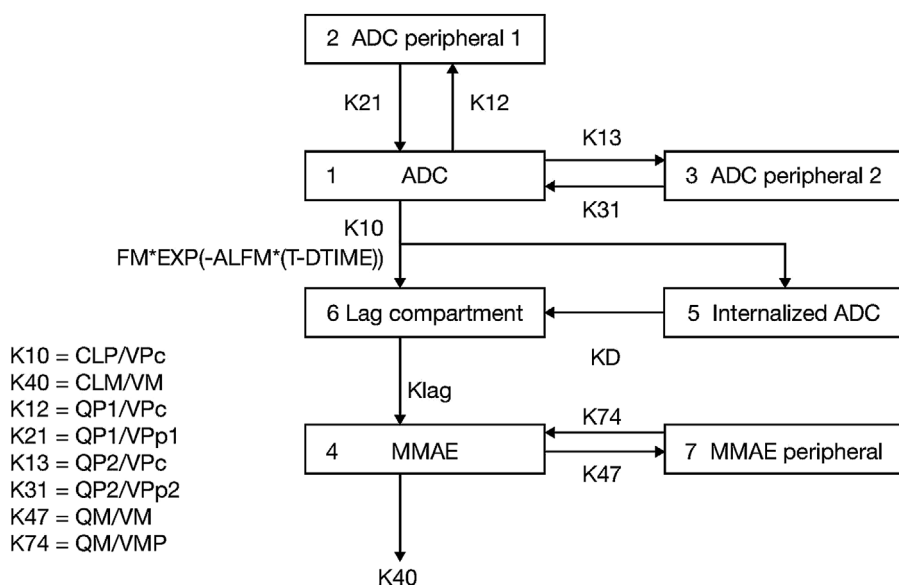 2 ADC peripheral 1
K21
K12
K13
1 ADC
3 ADC peripheral 2
K31
K10
FM*EXP(-ALFM*(T-DTIME))
6 Lag compartment
5 Internalized ADC
KD
Klag
K74
4 MMAE
7 MMAE peripheral
K47
K40
K10 = CLP/VPc
K40 = CLM/VM
K12 = QP1/VPc
K21 = QP1/VPp1
K13 = QP2/VPc
K31 = QP2/VPp2
K47 = QM/VM
K74 = QM/VMP